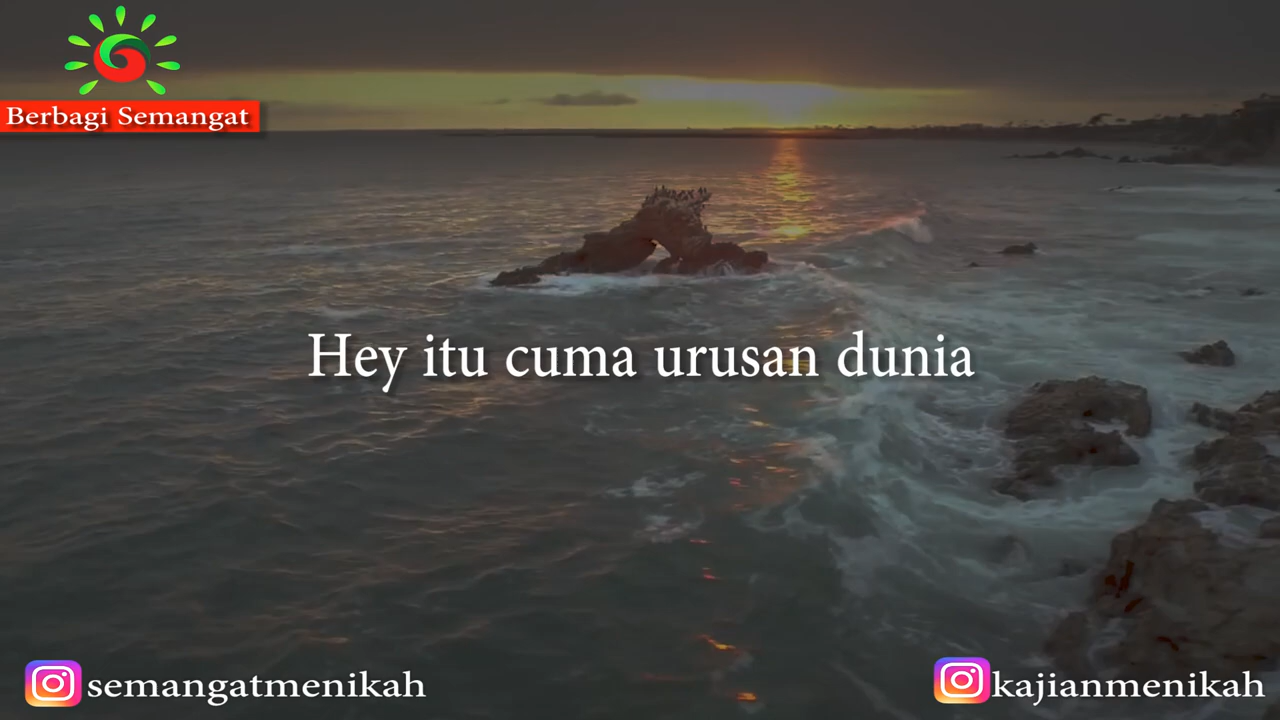 Berbagi Semangat
Hey itu cuma urusan dunia
semangatmenikah
kajianmenikah